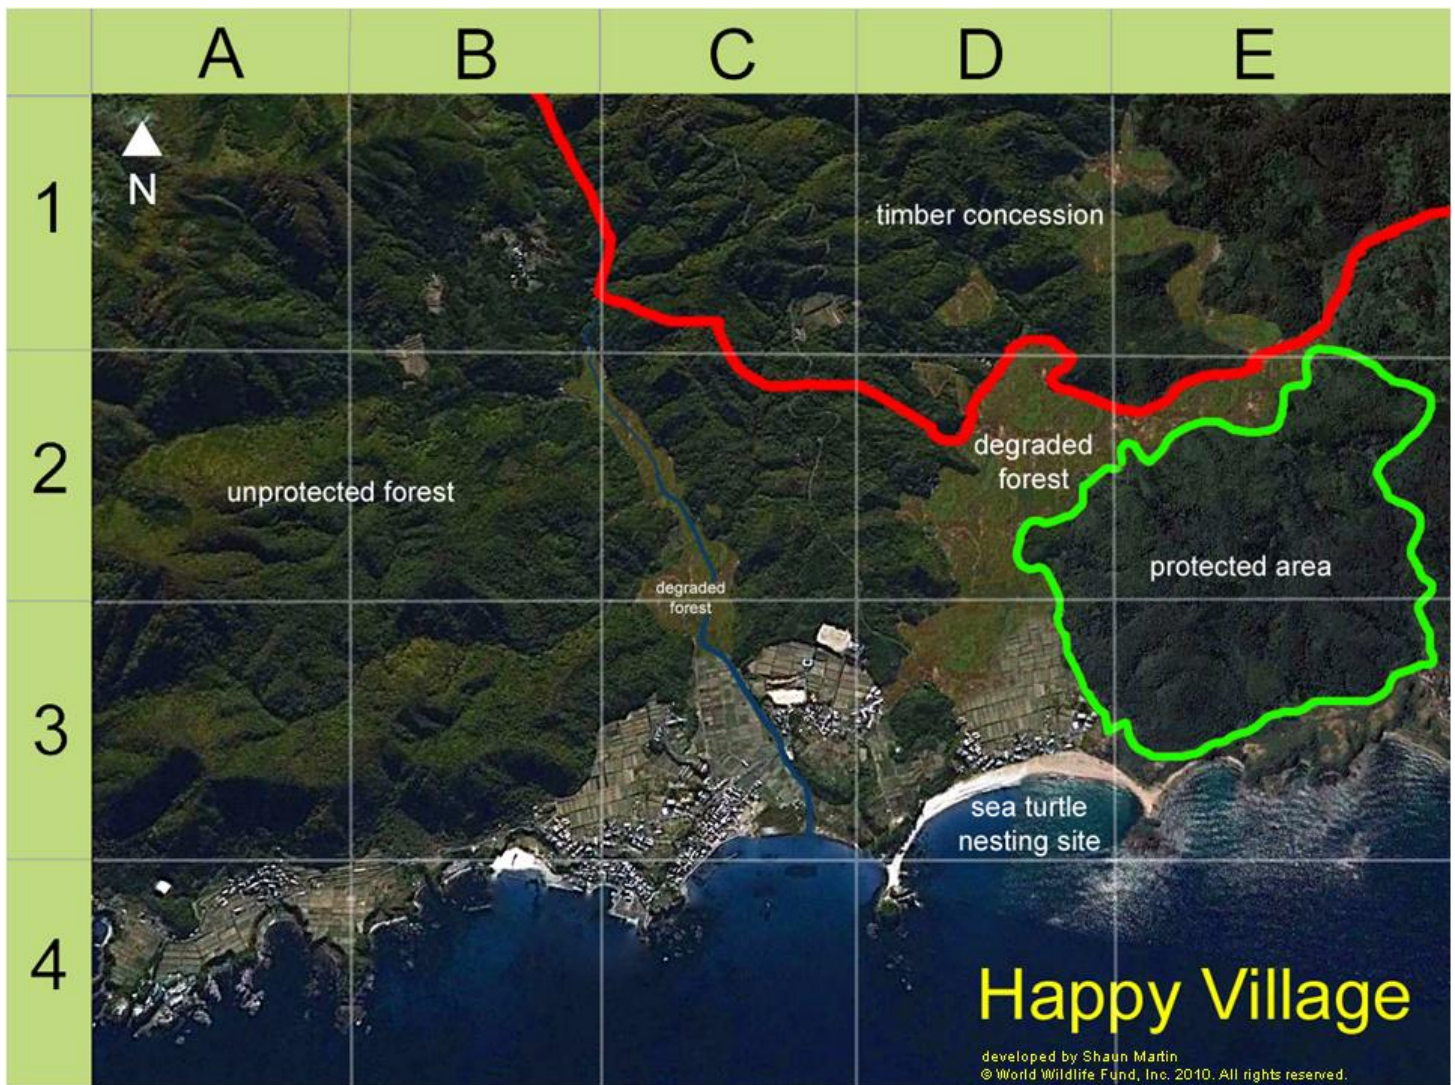 A B C D E
1
N
timber concession
2
degraded
forest
unprotected forest
protected area
degraded
forest
3
sea turtle
nesting site
4
Happy Village
developed by Shaun Martin
© World Wildlife Fund, Inc. 2010. All rights reserved.